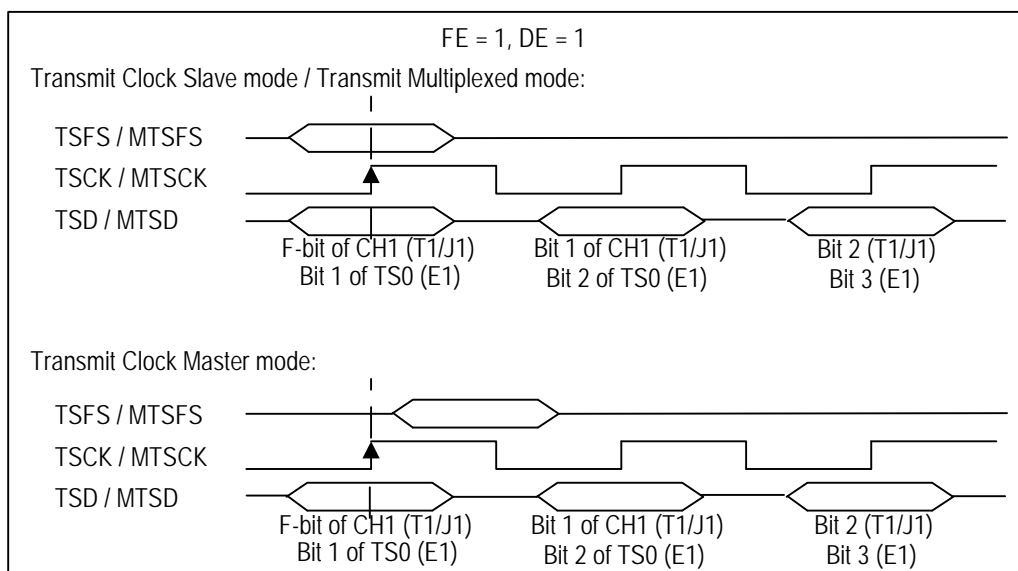 FE = 1, DE = 1
Transmit Clock Slave mode / Transmit Multiplexed mode:
TSFS / MTSFS
TSCK / MTSCK
TSD / MTSD
F-bit of CH1 (T1/J1) Bit 1 of CH1 (T1/J1) Bit 2 (T1/J1)
Bit 1 of TS0 (E1) Bit 2 of TS0 (E1) Bit 3 (E1)
Transmit Clock Master mode:
TSFS / MTSFS
TSCK / MTSCK
TSD / MTSD
F-bit of CH1 (T1/J1) Bit 1 of CH1 (T1/J1) Bit 2 (T1/J1)
Bit 1 of TS0 (E1) Bit 2 of TS0 (E1) Bit 3 (E1)